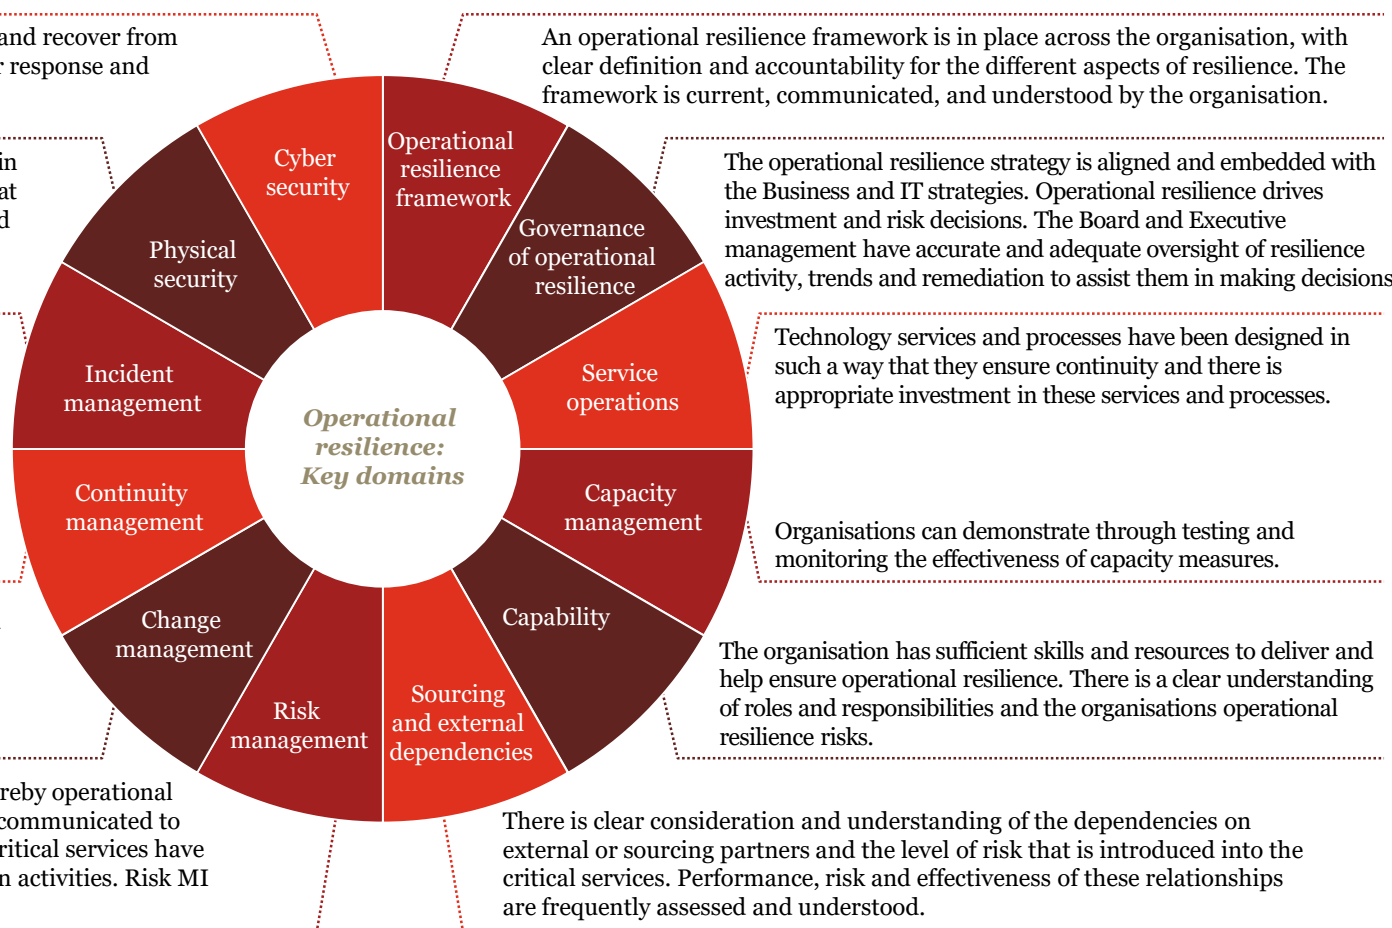 and recover from
response and
in
at
d
reby operational
communicated to
ritical services have
n activities. Risk MI
Cyber
security
Operational
resilience
framework
Governance
of operational
resilience
Physical
security
Incident
management
Service
operations
Operational
resilience:
Key domains
Continuity
management
Capacity
management
Change
management
Capability
Risk
management
Sourcing
and external
dependencies
An operational resilience framework is in place across the organisation, with
clear definition and accountability for the different aspects of resilience. The
framework is current, communicated, and understood by the organisation.
The operational resilience strategy is aligned and embedded with
the Business and IT strategies. Operational resilience drives
investment and risk decisions. The Board and Executive
management have accurate and adequate oversight of resilience
activity, trends and remediation to assist them in making decisions
Technology services and processes have been designed in
such a way that they ensure continuity and there is
appropriate investment in these services and processes.
Organisations can demonstrate through testing and
monitoring the effectiveness of capacity measures.
The organisation has sufficient skills and resources to deliver and
help ensure operational resilience. There is a clear understanding
of roles and responsibilities and the organisations operational
resilience risks.
There is clear consideration and understanding of the dependencies on
external or sourcing partners and the level of risk that is introduced into the
critical services. Performance, risk and effectiveness of these relationships
are frequently assessed and understood.